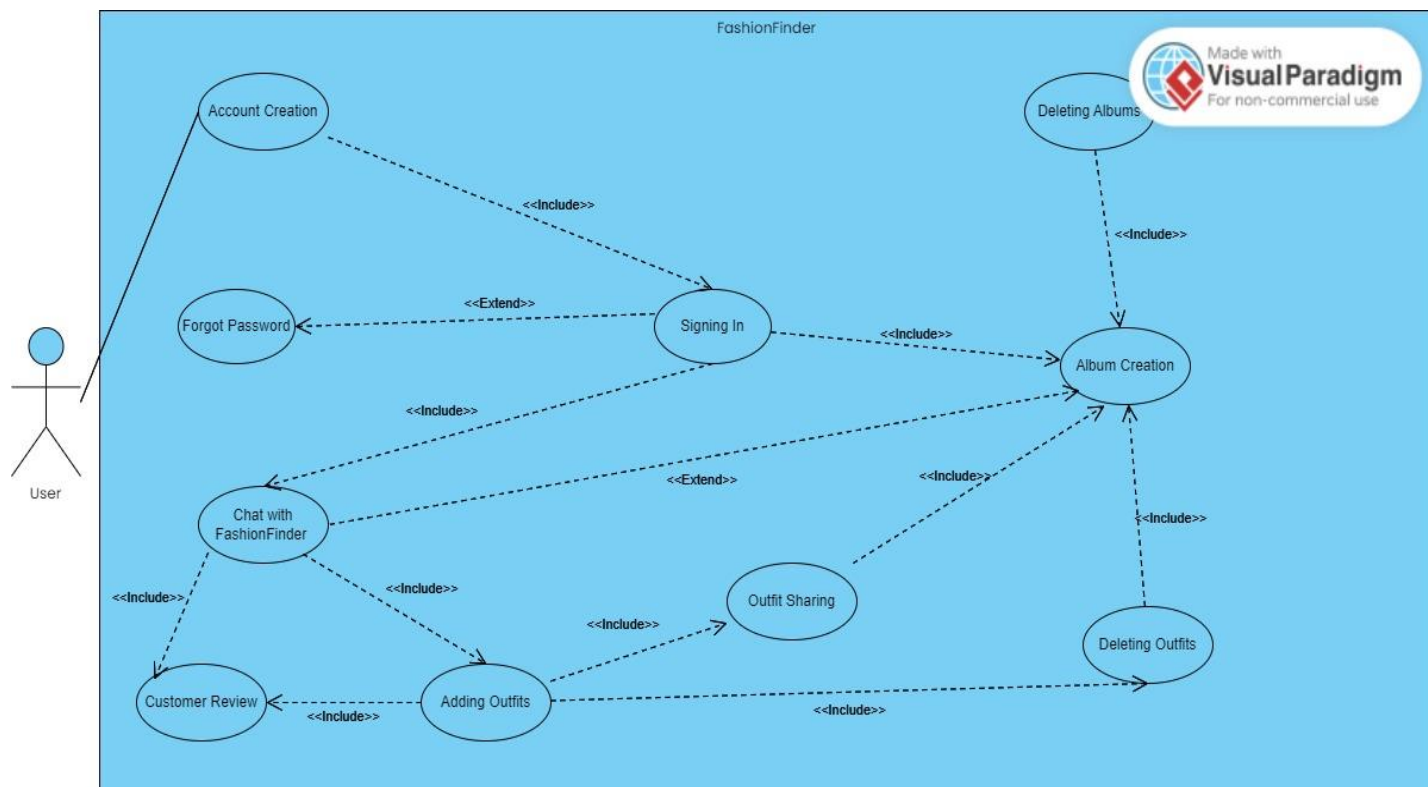 FashionFinder
Made with
Visual Paradigm
For non-commercial use
Account Creation
Deleting Albums
<<Include>>
<<Include>>
<<Extend>>
Forgot Password
Signing In
<<Include>>
Album Creation
<<Include>>
User
<<Include>>
<<Extend>>
Chat with
FashionFinder
<<Include>>
<<Include>>
<<Include>>
Outfit Sharing
<<Include>>
Deleting Outfits
Customer Review
Adding Outfits
<<Include>>
<<Include>>